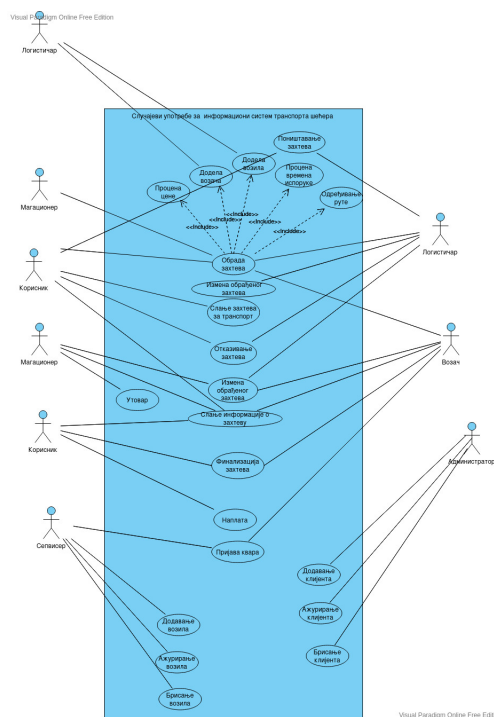 Visual Paradigm Online Free Edition
Логистичар
Случајеви употребе за информациони систем транспорта шећера
Поништавање
захтева
Додела
возила
Додела
возача
Процена
времена
испоруке
Процена
цене
Одређивање
руте
Магационер
<<Include>>
<<Include>>
<<Include>>
<<Include>>
<<Include>>
Логистичар
Обрада
захтева
Корисник
Измена обрађеног
захтева
Слање захтева
за транспорт
Магационер
Отказивање
захтева
Возач
Измена
обрађеног
захтева
Утовар
Слање информације о
захтеву
Корисник
Администратор
Финализација
захтева
Наплата
Сепвисер
Пријава квара
Додавање
клијента
Ажурирање
клијента
Додавање
возила
Брисање
клијента
Ажурирање
возила
Брисање
возила
Visual Paradigm Online Free Edit